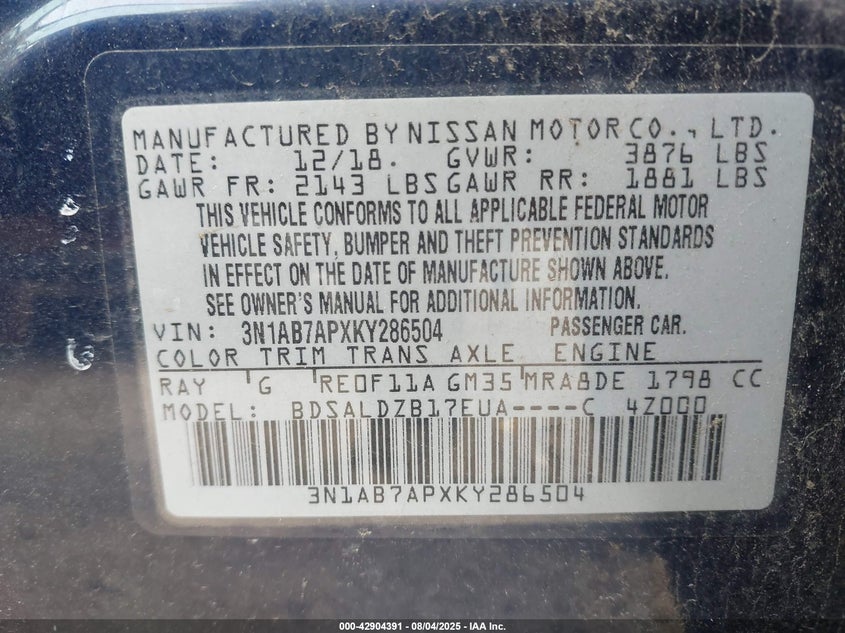 MANUFACTURED BY NISSAN MOTOR CO., LTD.
DATE: 12/18. GVWR: 3876 LBS
GAWR FR: 2143 LBS GAWR RR: 1881 LBS
THIS VEHICLE CONFORMS TO ALL APPLICABLE FEDERAL MOTOR
VEHICLE SAFETY, BUMPER AND THEFT PREVENTION STANDARDS
IN EFFECT ON THE DATE OF MANUFACTURE SHOWN ABOVE.
SEE OWNER'S MANUAL FOR ADDITIONAL INFORMATION.
VIN: 3N1AB7APXKY286504 PASSENGER CAR.
COLOR TRIM TRANS AXLE ENGINE
RAY G RE0F11A GM35 MRA8DE 1798 CC
MODEL: BDSALDZB17EUA----C 4Z000
3N1AB7APXKY286504
000-42904391 - 08/04/2025 - IAA Inc.